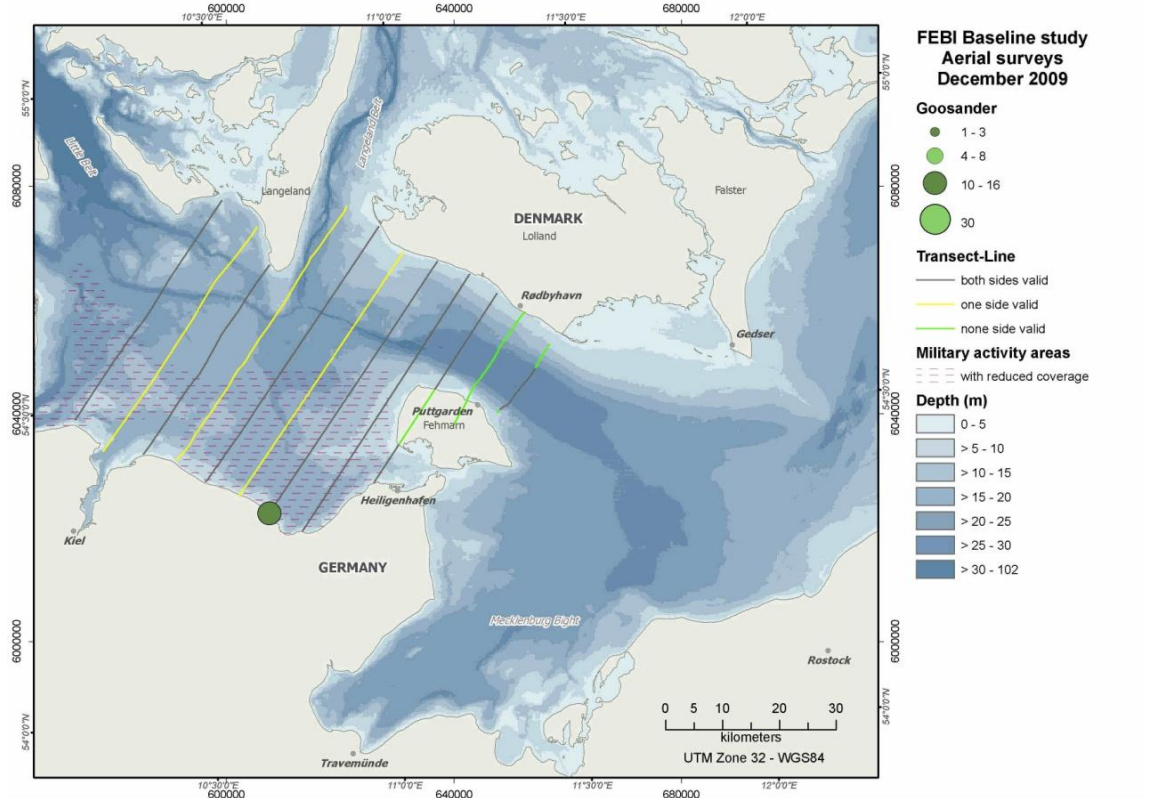 600000
640000
680000
10°30'0"E
11°0'0"E
11°30'0"E
12°0'0"E
FEBI Baseline study
Aerial surveys
December 2009
Goosander
1 - 3
4 - 8
10 - 16
30
Transect-Line
both sides valid
one side valid
none side valid
Military activity areas
with reduced coverage
Depth (m)
0 - 5
> 5 - 10
> 10 - 15
> 15 - 20
> 20 - 25
> 25 - 30
> 30 - 102
55°0'0"N
55°0'0"N
Little Belt
Langeland Belt
Langeland
Falster
6080000
6080000
DENMARK
Lolland
Rødbyhavn
Gedser
54°30'0"N
6040000
54°30'0"N
6040000
Puttgarden
Fehmarn
Heiligenhafen
Kiel
GERMANY
Mecklenburg Bight
6000000
6000000
Rostock
54°0'0"N
54°0'0"N
0 5 10 20 30
kilometers
UTM Zone 32 - WGS84
Travemünde
10°30'0"E
11°0'0"E
11°30'0"E
12°0'0"E
600000
640000
680000